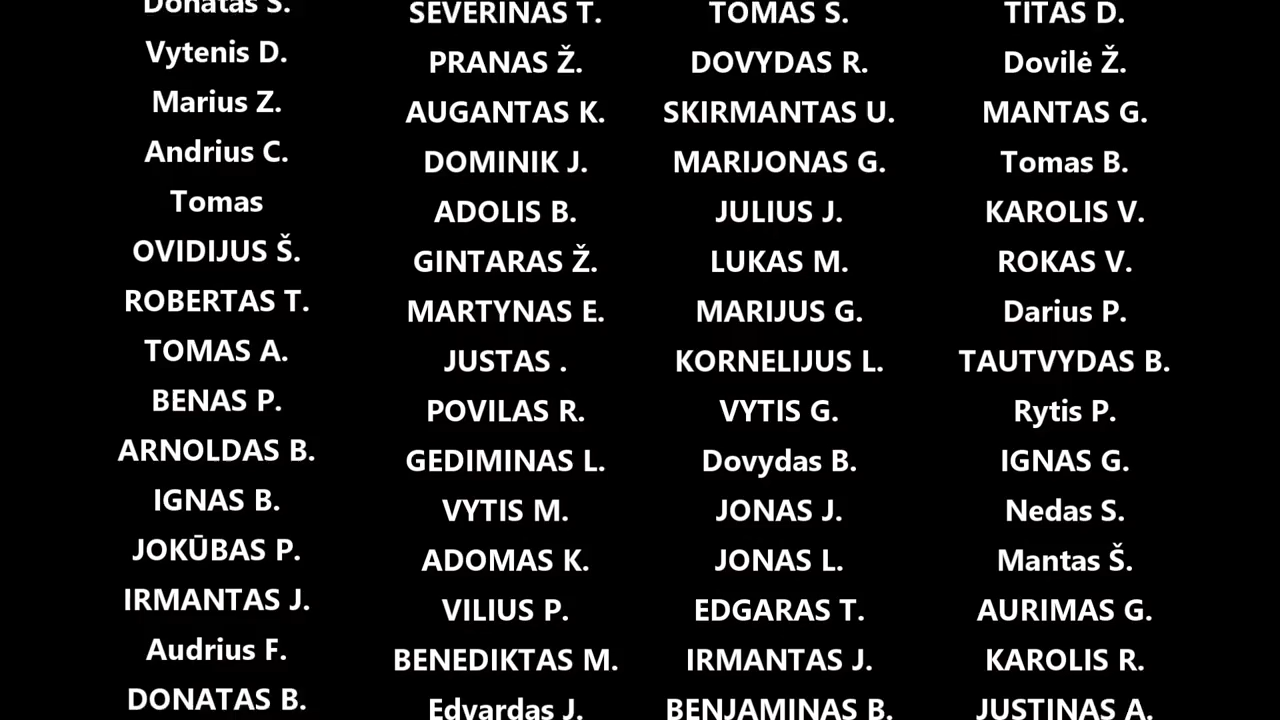 Donatas S.
Vytenis D.
Marius Z.
Andrius C.
Tomas
OVIDIJUS Š.
ROBERTAS T.
TOMAS A.
BENAS P.
ARNOLDAS B.
IGNAS B.
JOKŪBAS P.
IRMANTAS J.
Audrius F.
DONATAS B.
SEVERINAS T.
PRANAS Ž.
AUGANTAS K.
DOMINIK J.
ADOLIS B.
GINTARAS Ž.
MARTYNAS E.
JUSTAS .
POVILAS R.
GEDIMINAS L.
VYTIS M.
ADOMAS K.
VILIUS P.
BENEDIKTAS M.
Edvardas J.
TOMAS S.
DOVYDAS R.
SKIRMANTAS U.
MARIJONAS G.
JULIUS J.
LUKAS M.
MARIJUS G.
KORNELIJUS L.
VYTIS G.
Dovydas B.
JONAS J.
JONAS L.
EDGARAS T.
IRMANTAS J.
BENJAMINAS B.
TITAS D.
Dovilė Ž.
MANTAS G.
Tomas B.
KAROLIS V.
ROKAS V.
Darius P.
TAUTVYDAS B.
Rytis P.
IGNAS G.
Nedas S.
Mantas Š.
AURIMAS G.
KAROLIS R.
JUSTINAS A.